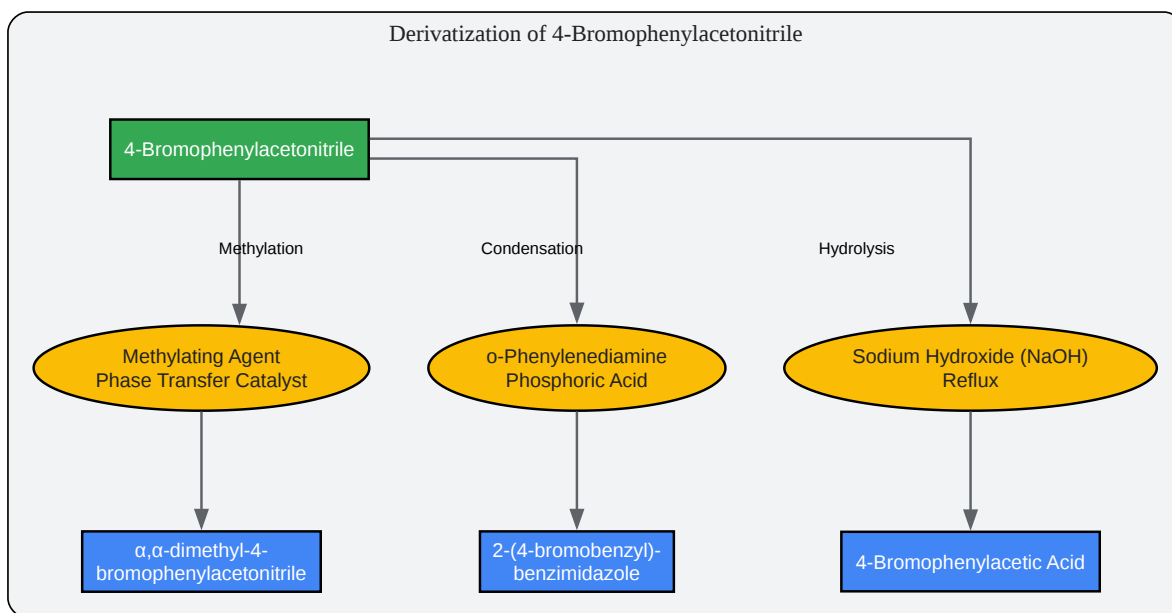 Derivatization of 4-Bromophenylacetonitrile
4-Bromophenylacetonitrile
Methylation
Condensation
Hydrolysis
Methylating Agent
Phase Transfer Catalyst
o-Phenylenediamine
Phosphoric Acid
Sodium Hydroxide (NaOH)
Reflux
α,α-dimethyl-4-
bromophenylacetonitrile
2-(4-bromobenzyl)-
benzimidazole
4-Bromophenylacetic Acid